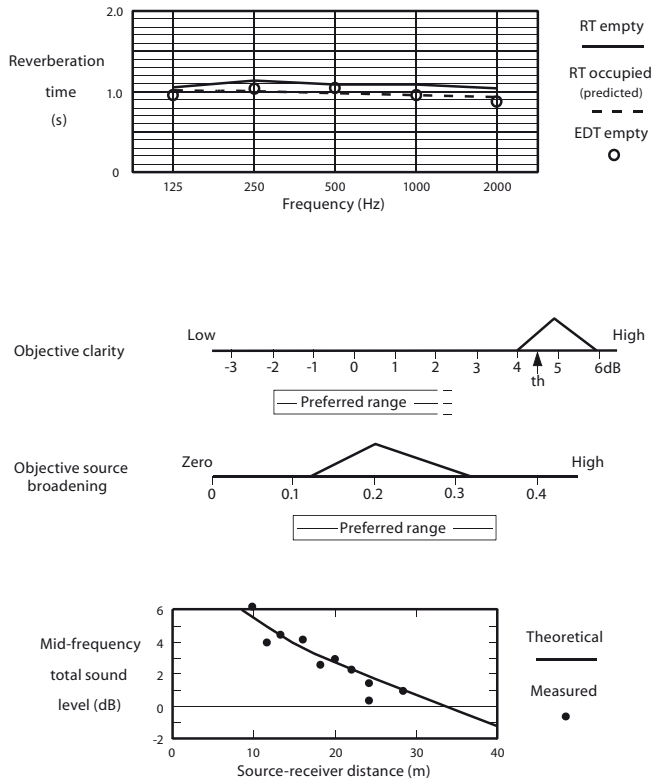 2.0
RT empty
Reverberation
time
(s)
1.0
RT occupied
(predicted)
EDT empty
0
125 250 500 1000 2000
Frequency (Hz)
Low High
Objective clarity
-3 -2 -1 0 1 2 3 4 5 6dB
th
Preferred range
Zero High
Objective source
broadening
0 0.1 0.2 0.3 0.4
Preferred range
6
Mid-frequency
total sound
level (dB)
4
2
0
-2
Theoretical
Measured
0 10 20 30 40
Source-receiver distance (m)